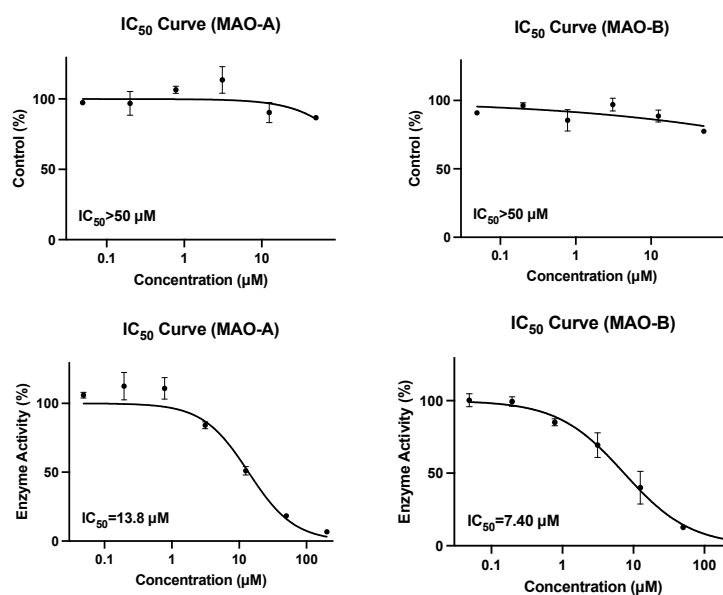 IC50 Curve (MAO-A)
Control (%)
100
50
0
IC50>50 µM
0.1 1 10
Concentration (µM)
IC50 Curve (MAO-B)
Control (%)
100
50
0
IC50>50 µM
0.1 1 10
Concentration (µM)
IC50 Curve (MAO-A)
Enzyme Activity (%)
100
50
0
IC50=13.8 µM
0.1 1 10 100
Concentration (µM)
IC50 Curve (MAO-B)
Enzyme Activity (%)
100
50
0
IC50=7.40 µM
0.1 1 10 100
Concentration (µM)